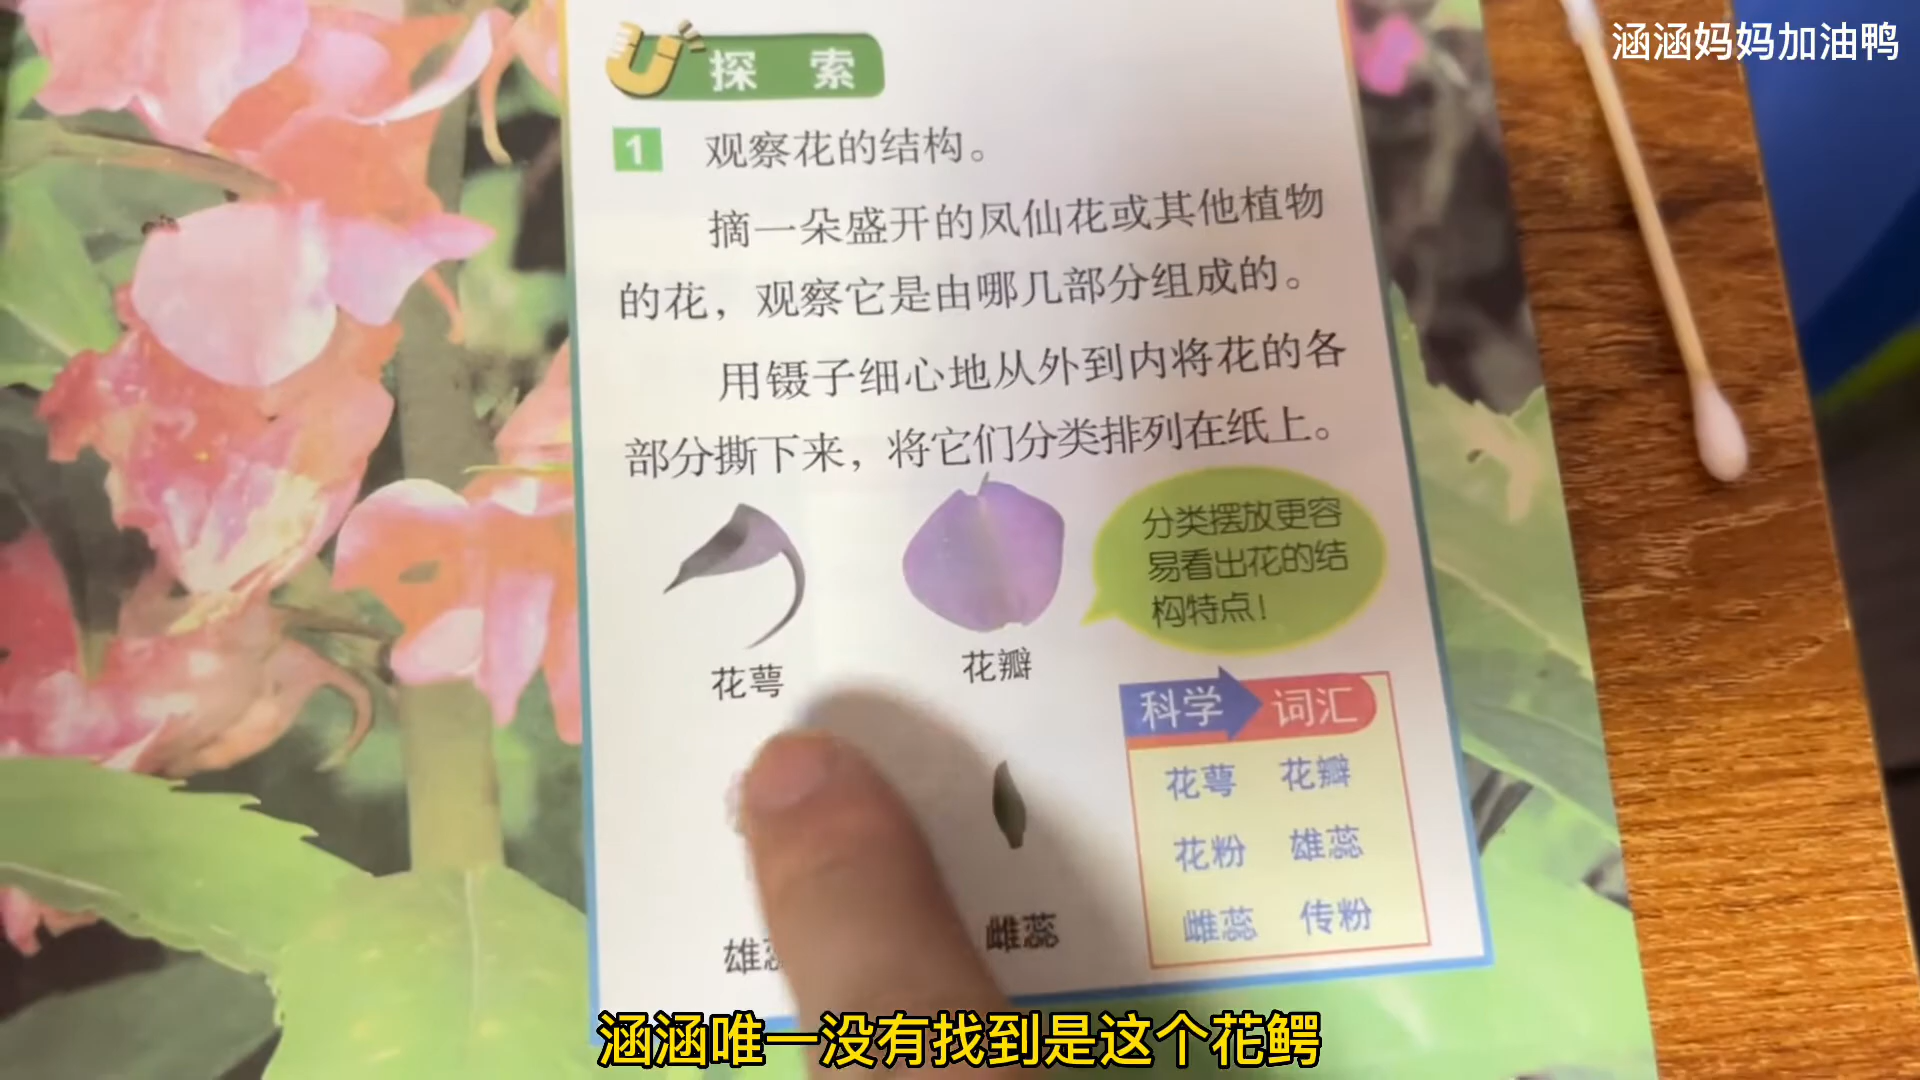 涵涵妈妈加油鸭
探 索
1 观察花的结构。
摘一朵盛开的凤仙花或其他植物
的花，观察它是由哪几部分组成的。
用镊子细心地从外到内将花的各
部分撕下来，将它们分类排列在纸上。
分类摆放更容
易看出花的结
构特点！
花萼
花瓣
雄
雌蕊
科学 词汇
花萼 花瓣
花粉 雄蕊
雌蕊 传粉
涵涵唯一没有找到是这个花鳄